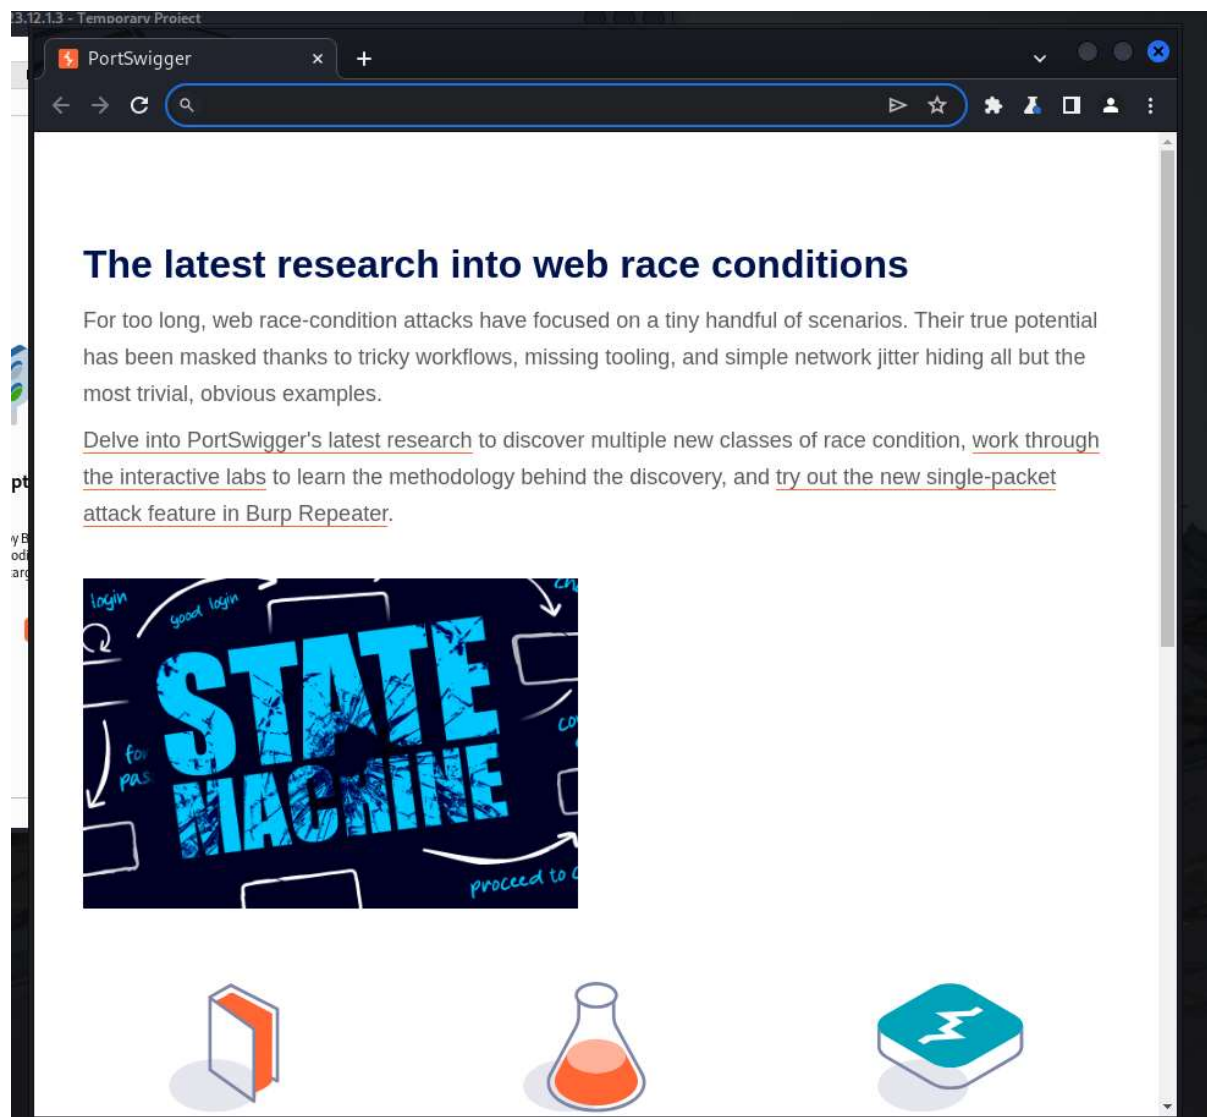 23.12.1.3 - Temporary Project
PortSwigger
The latest research into web race conditions
For too long, web race-condition attacks have focused on a tiny handful of scenarios. Their true potential
has been masked thanks to tricky workflows, missing tooling, and simple network jitter hiding all but the
most trivial, obvious examples.
Delve into PortSwigger's latest research to discover multiple new classes of race condition, work through
the interactive labs to learn the methodology behind the discovery, and try out the new single-packet
attack feature in Burp Repeater.
login
good login
STATE
MACHINE
proceed to